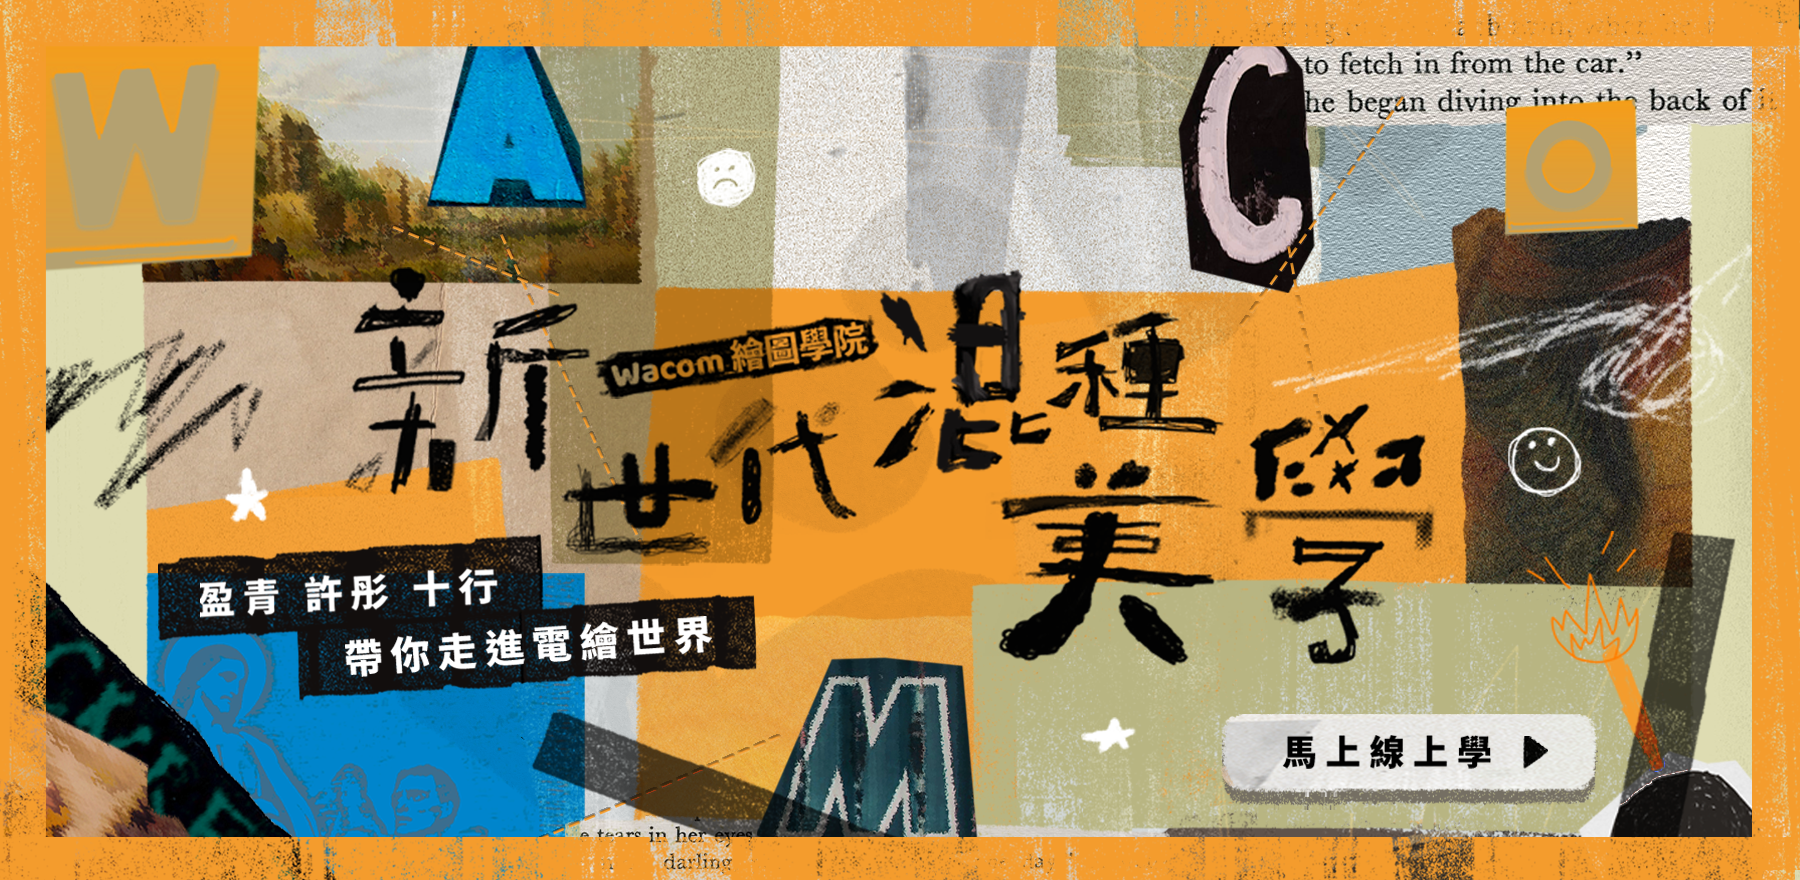 to fetch in from the car.”
he began diving into the back of it
W A C O M
Wacom 繪圖學院
新世代混種美學
盈青 許彤 十行
帶你走進電繪世界
馬上線上學
e tears in her eyes
darling
day